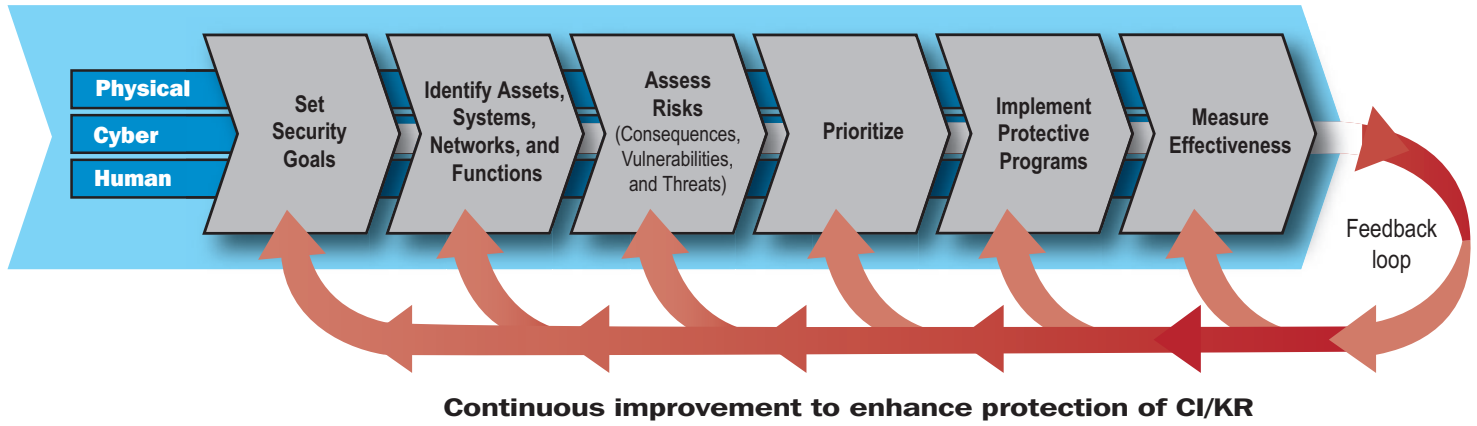 Physical
Cyber
Human
Set
Security
Goals
Identify Assets,
Systems,
Networks, and
Functions
Assess
Risks
(Consequences,
Vulnerabilities,
and Threats)
Prioritize
Implement
Protective
Programs
Measure
Effectiveness
Feedback
loop
Continuous improvement to enhance protection of CI/KR